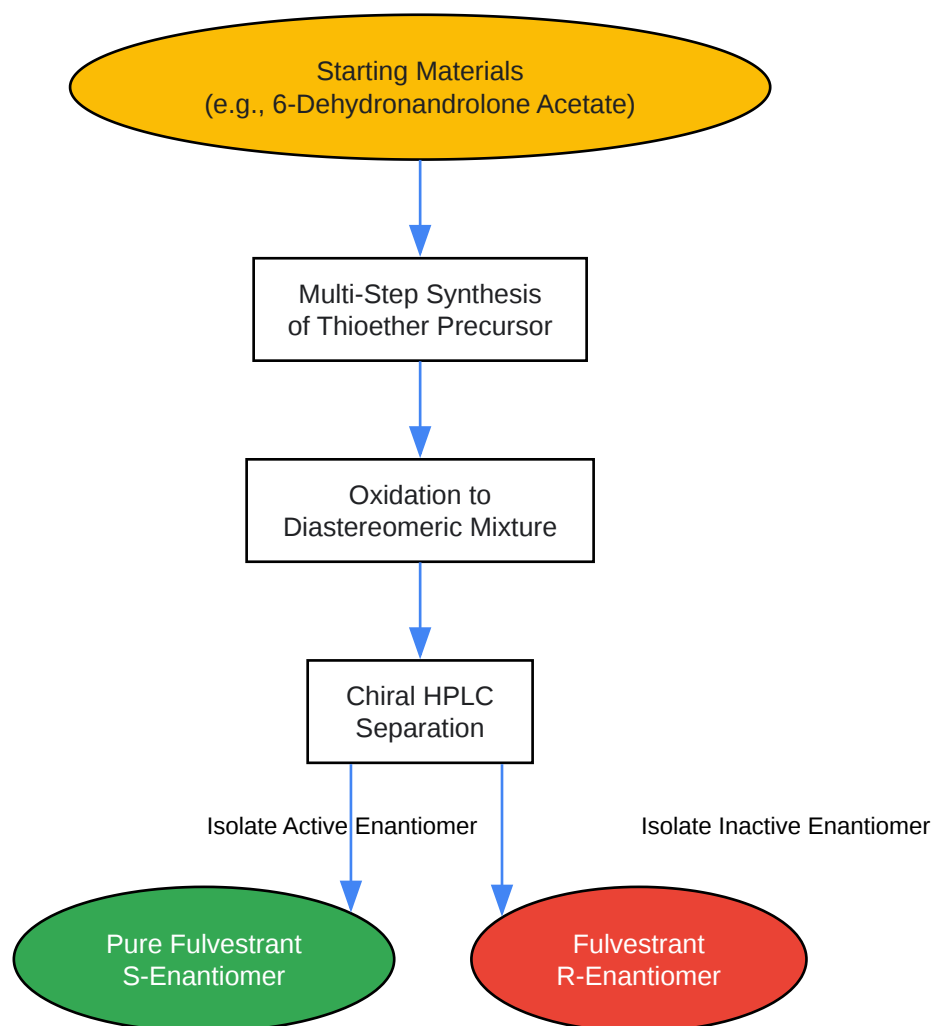 Starting Materials
(e.g., 6-Dehydronandrolone Acetate)
Multi-Step Synthesis
of Thioether Precursor
Oxidation to
Diastereomeric Mixture
Chiral HPLC
Separation
Isolate Active Enantiomer
Isolate Inactive Enantiomer
Pure Fulvestrant
S-Enantiomer
Fulvestrant
R-Enantiomer